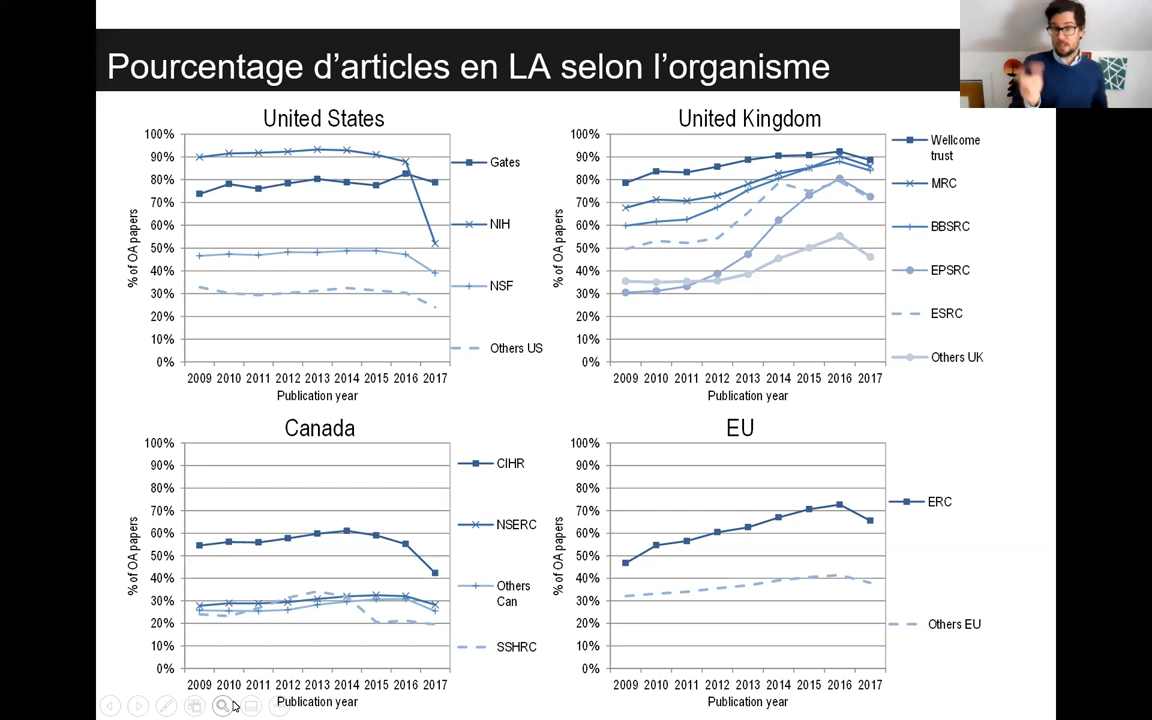 Pourcentage d'articles en LA selon l'organisme
United States
100%
90%
80%
70%
60%
50%
40%
30%
20%
10%
0%
% of OA papers
2009 2010 2011 2012 2013 2014 2015 2016 2017
Publication year
Gates
NIH
NSF
Others US
United Kingdom
100%
90%
80%
70%
60%
50%
40%
30%
20%
10%
0%
% of OA papers
2009 2010 2011 2012 2013 2014 2015 2016 2017
Publication year
Wellcome
trust
MRC
BBSRC
EPSRC
ESRC
Others UK
Canada
100%
90%
80%
70%
60%
50%
40%
30%
20%
10%
0%
% of OA papers
2009 2010 2011 2012 2013 2014 2015 2016 2017
Publication year
CIHR
NSERC
Others
Can
SSHRC
EU
100%
90%
80%
70%
60%
50%
40%
30%
20%
10%
0%
% of OA papers
2009 2010 2011 2012 2013 2014 2015 2016 2017
Publication year
ERC
Others EU